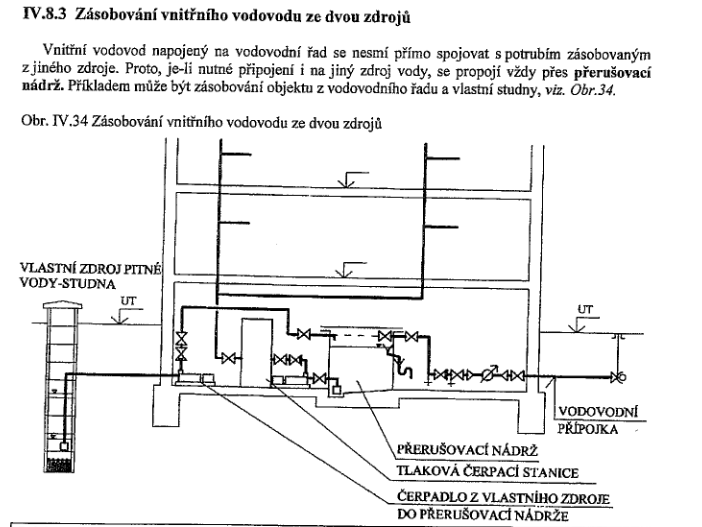 IV.8.3 Zásobování vnitřního vodovodu ze dvou zdrojů
Vnitřní vodovod napojený na vodovodní řad se nesmí přímo spojovat s potrubím zásobovaným
z jiného zdroje. Proto, je-li nutné připojení i na jiný zdroj vody, se propojí vždy přes přerušovací
nádrž. Příkladem může být zásobování objektu z vodovodního řadu a vlastní studny, viz. Obr.34.
Obr. IV.34 Zásobování vnitřního vodovodu ze dvou zdrojů
VLASTNÍ ZDROJ PITNÉ
VODY-STUDNA
UT
UT
VODOVODNÍ
PŘÍPOJKA
PŘERUŠOVACÍ NÁDRŽ
TLAKOVÁ ČERPACÍ STANICE
ČERPADLO Z VLASTNÍHO ZDROJE
DO PŘERUŠOVACÍ NÁDRŽE